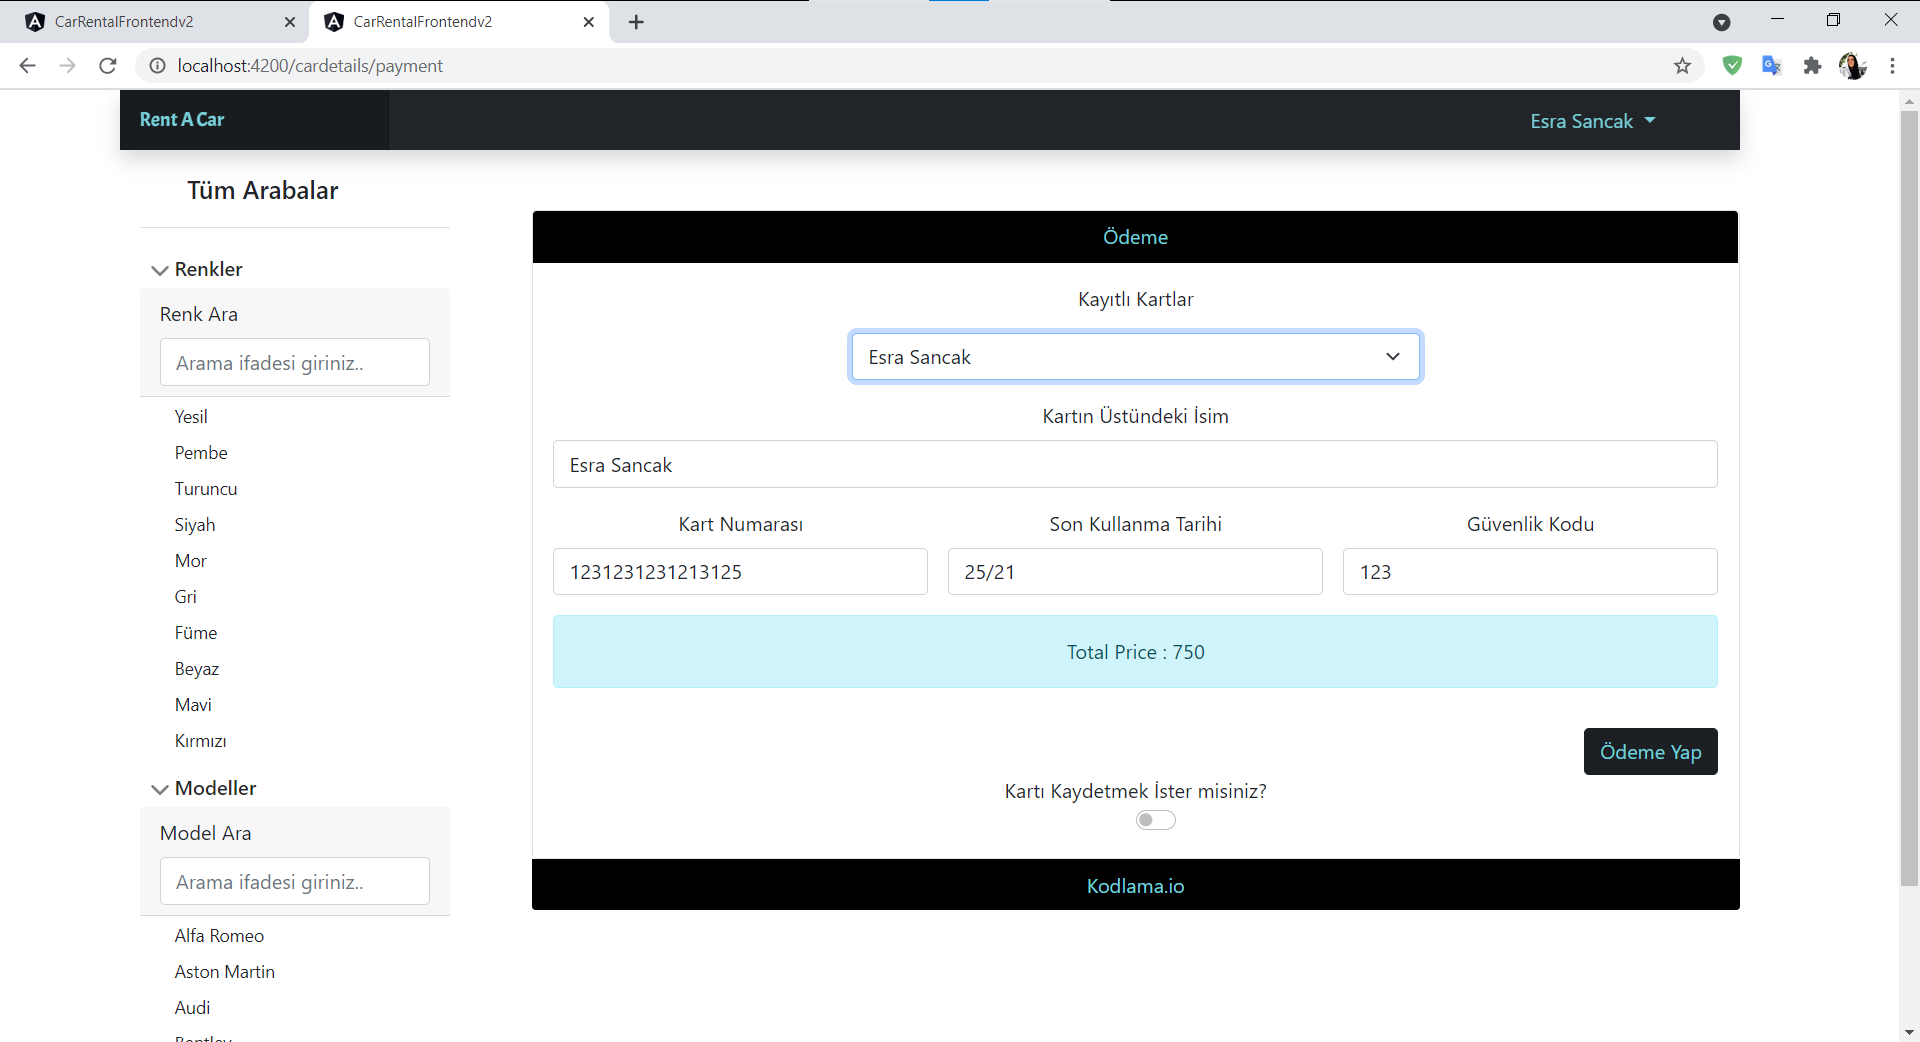 CarRentalFrontendv2
CarRentalFrontendv2
localhost:4200/cardetails/payment
Rent A Car
Esra Sancak
Tüm Arabalar
Renkler
Renk Ara
Arama ifadesi giriniz..
Yesil
Pembe
Turuncu
Siyah
Mor
Gri
Füme
Beyaz
Mavi
Kırmızı
Modeller
Model Ara
Arama ifadesi giriniz..
Alfa Romeo
Aston Martin
Audi
Bentley
Ödeme
Kayıtlı Kartlar
Esra Sancak
Kartın Üstündeki İsim
Esra Sancak
Kart Numarası Son Kullanma Tarihi Güvenlik Kodu
1231231231213125 25/21 123
Total Price : 750
Ödeme Yap
Kartı Kaydetmek İster misiniz?
Kodlama.io